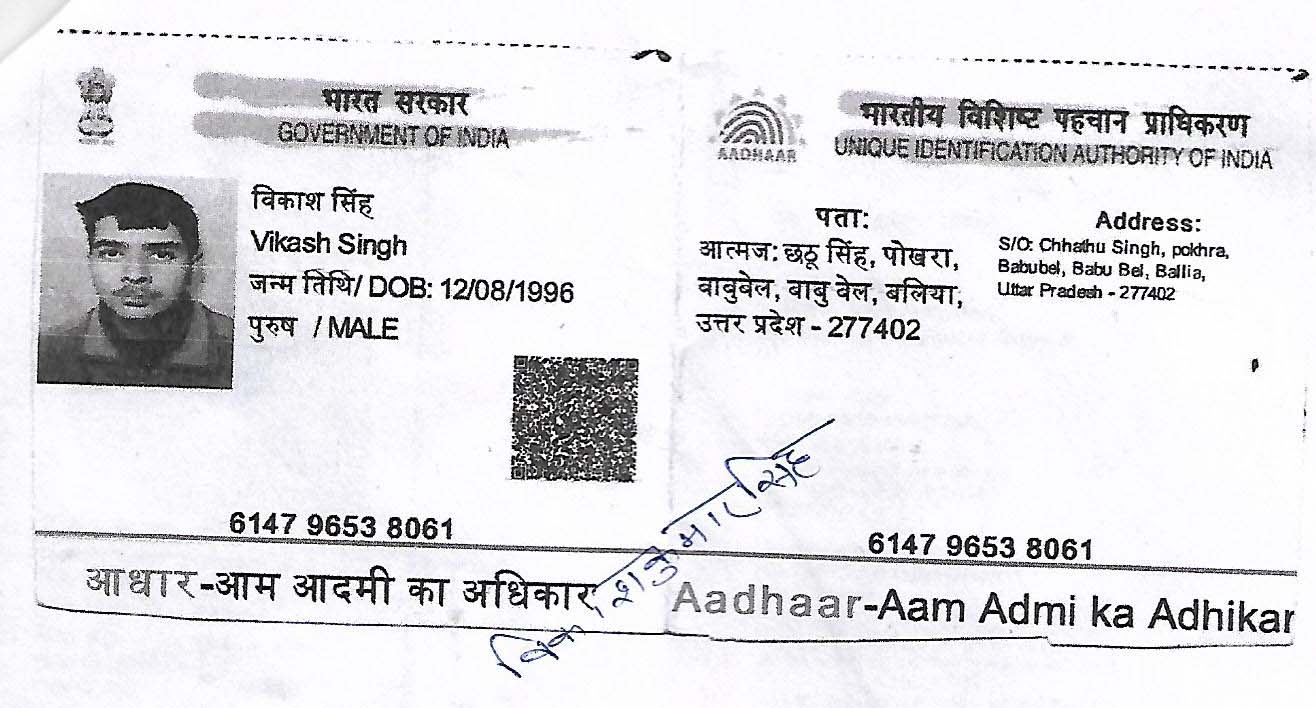 भारत सरकार
GOVERNMENT OF INDIA
विकाश सिंह
Vikash Singh
जन्म तिथि/ DOB: 12/08/1996
पुरुष / MALE
6147 9653 8061
आधार-आम आदमी का अधिकार
AADHAAR
भारतीय विशिष्ट पहचान प्राधिकरण
UNIQUE IDENTIFICATION AUTHORITY OF INDIA
पता:
आत्मज: छठू सिंह, पोखरा,
बाबुबेल, बाबु बेल, बलिया,
उत्तर प्रदेश - 277402
Address:
S/O: Chhathu Singh, pokhra,
Babubel, Babu Bel, Ballia,
Uttar Pradesh - 277402
6147 9653 8061
Aadhaar-Aam Admi ka Adhikar
विकाश कुमार सिंह